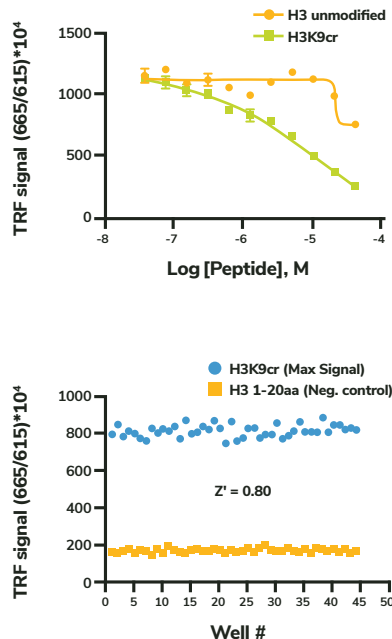 H3 unmodified
H3K9cr
TRF signal (665/615)*10⁴
1500
1000
500
0
-8 -7 -6 -5 -4
Log [Peptide], M
H3K9cr (Max Signal)
H3 1-20aa (Neg. control)
TRF signal (665/615)*10⁴
1000
800
600
400
200
0
Z' = 0.80
0 5 10 15 20 25 30 35 40 45 50
Well #